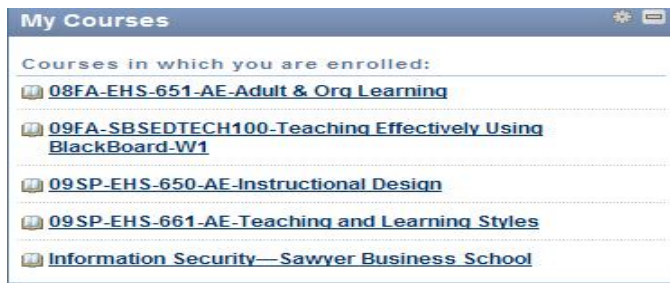 My Courses
Courses in which you are enrolled:
08FA-EHS-651-AE-Adult & Org Learning
09FA-SBSEDTECH100-Teaching Effectively Using
BlackBoard-W1
09SP-EHS-650-AE-Instructional Design
09SP-EHS-661-AE-Teaching and Learning Styles
Information Security—Sawyer Business School